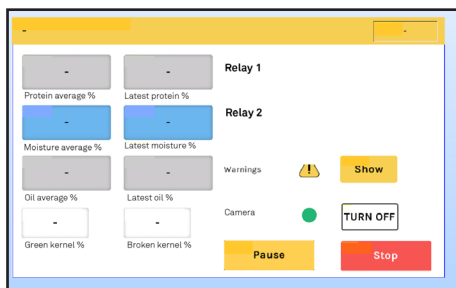 -
-
- -
Relay 1
Protein average % Latest protein %
- -
Relay 2
Moisture average % Latest moisture %
- -
Warnings ! Show
Oil average % Latest oil %
- -
Camera TURN OFF
Green kernel % Broken kernel %
Pause Stop